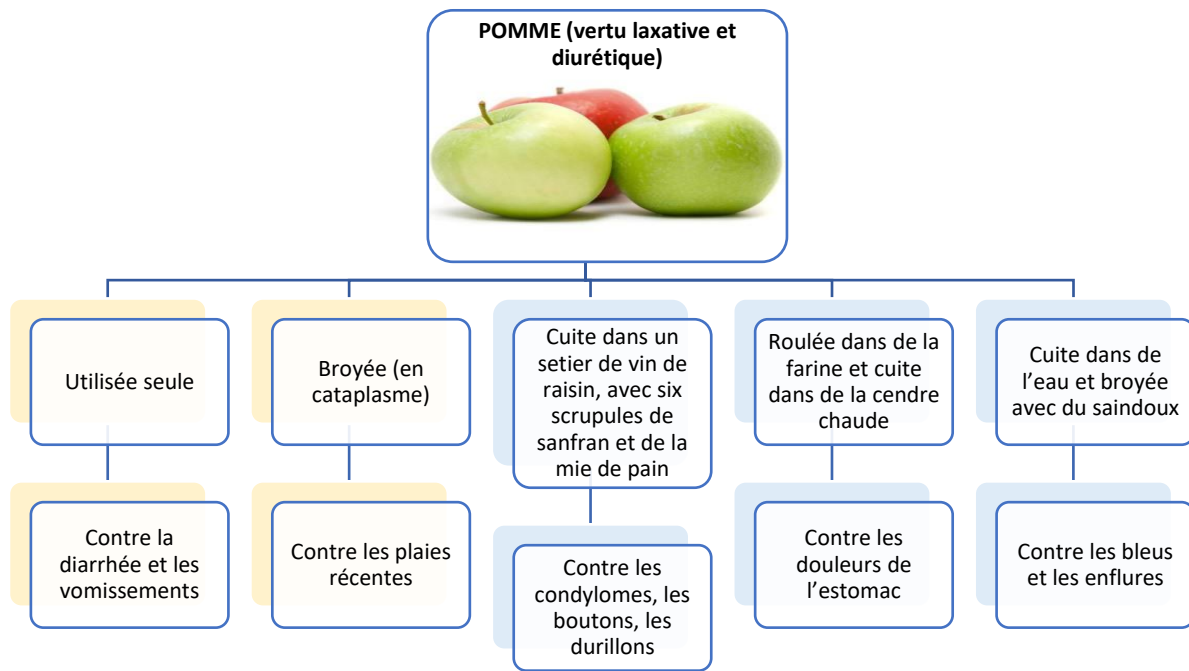 POMME (vertu laxative et
diurétique)
Utilisée seule
Broyée (en
cataplasme)
Cuite dans un
setier de vin de
raisin, avec six
scrupules de
sanfran et de la
mie de pain
Roulée dans de la
farine et cuite
dans de la cendre
chaude
Cuite dans de
l’eau et broyée
avec du saindoux
Contre la
diarrhée et les
vomissements
Contre les plaies
récentes
Contre les
condylomes, les
boutons, les
durillons
Contre les
douleurs de
l’estomac
Contre les bleus
et les enflures